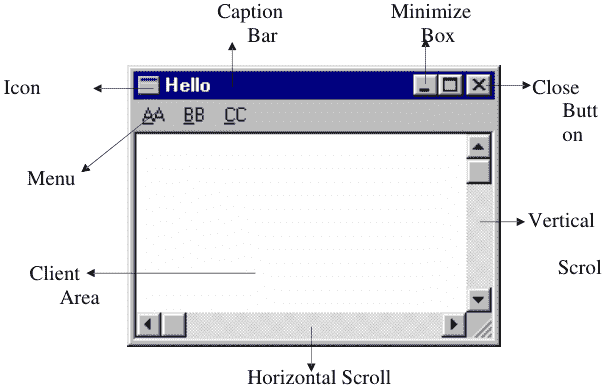 Caption
Bar
Minimize
Box
Icon
Hello
Close
Butt
on
AA BB CC
Menu
Vertical
Scrol
Client
Area
Horizontal Scroll